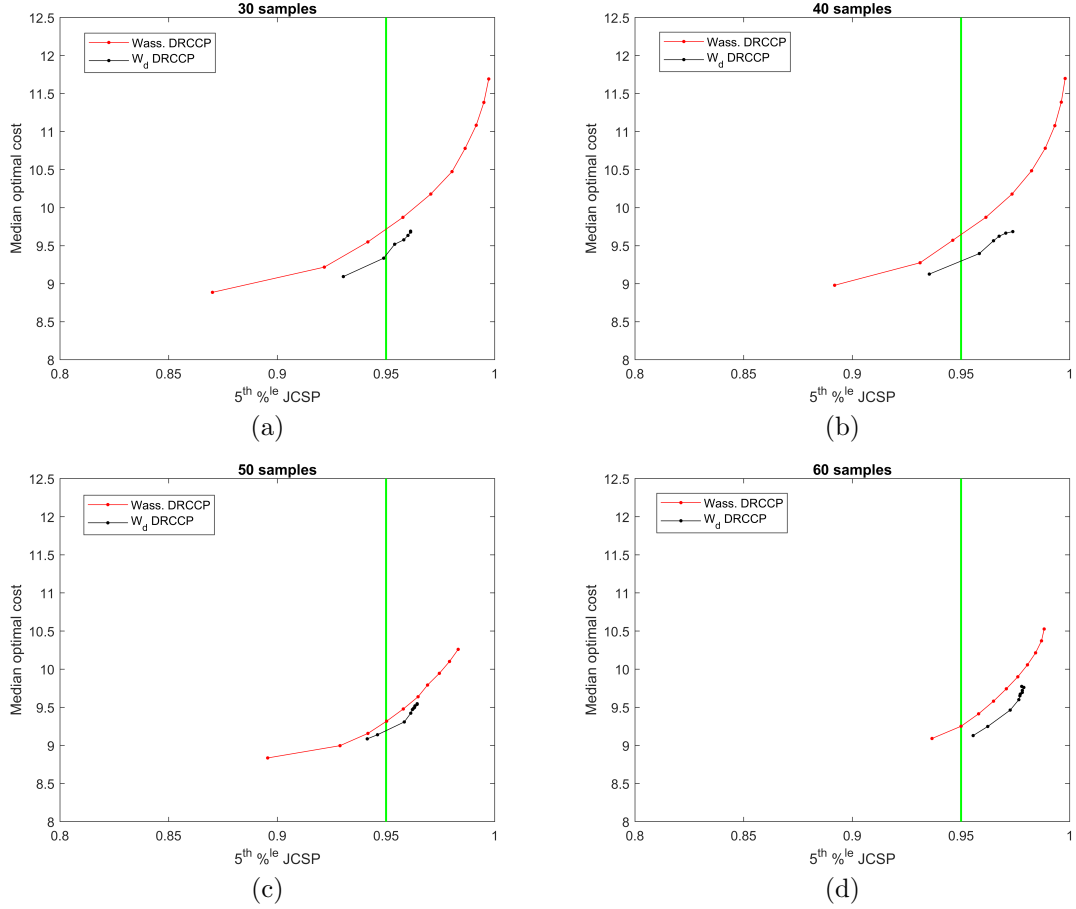 30 samples
Wass. DRCCP
W_d DRCCP
Median optimal cost
12.5
12
11.5
11
10.5
10
9.5
9
8.5
8
0.8 0.85 0.9 0.95 1
5^th %^le JCSP
(a)
40 samples
Wass. DRCCP
W_d DRCCP
Median optimal cost
12.5
12
11.5
11
10.5
10
9.5
9
8.5
8
0.8 0.85 0.9 0.95 1
5^th %^le JCSP
(b)
50 samples
Wass. DRCCP
W_d DRCCP
Median optimal cost
12.5
12
11.5
11
10.5
10
9.5
9
8.5
8
0.8 0.85 0.9 0.95 1
5^th %^le JCSP
(c)
60 samples
Wass. DRCCP
W_d DRCCP
Median optimal cost
12.5
12
11.5
11
10.5
10
9.5
9
8.5
8
0.8 0.85 0.9 0.95 1
5^th %^le JCSP
(d)